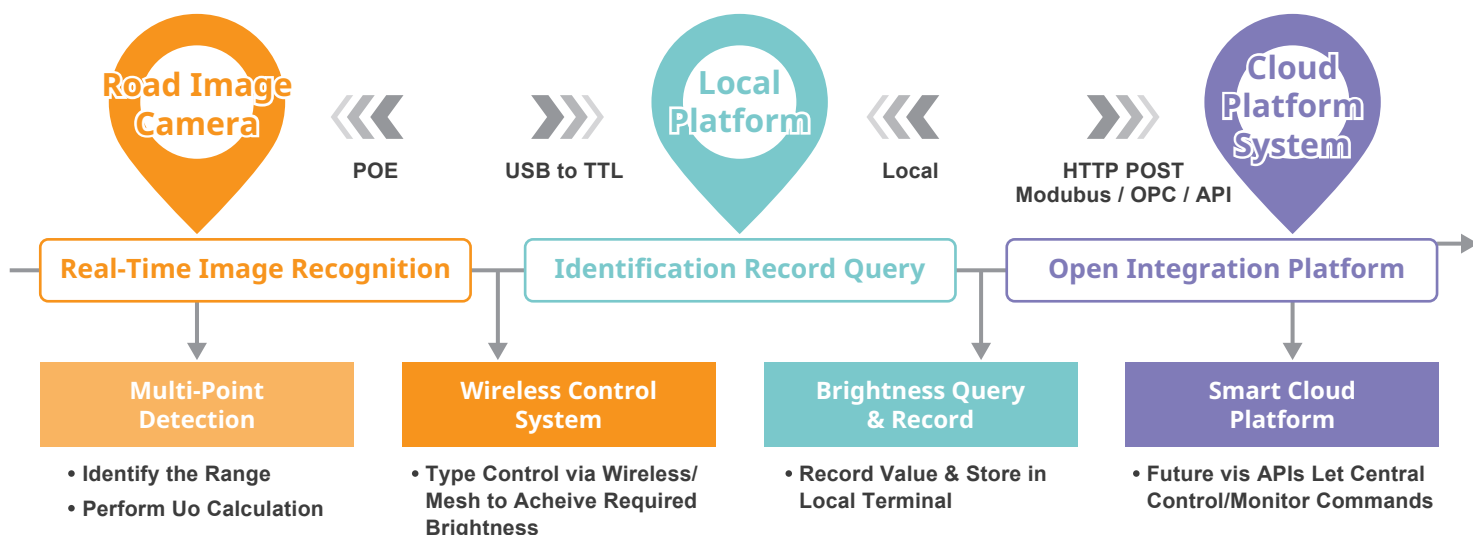 Road Image
Camera
POE
USB to TTL
Local
Platform
Local
HTTP POST
Modubus / OPC / API
Cloud
Platform
System
Real-Time Image Recognition
Identification Record Query
Open Integration Platform
Multi-Point
Detection
• Identify the Range
• Perform Uo Calculation
Wireless Control
System
• Type Control via Wireless/
Mesh to Acheive Required
Brightness
Brightness Query
& Record
• Record Value & Store in
Local Terminal
Smart Cloud
Platform
• Future vis APIs Let Central
Control/Monitor Commands